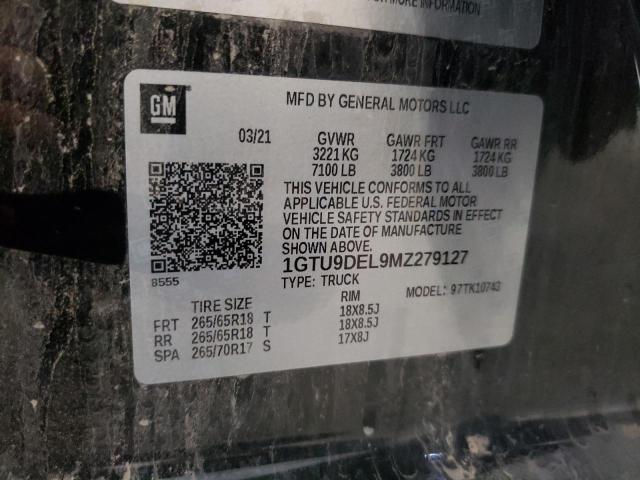 MORE INFORMATION
GM
MFD BY GENERAL MOTORS LLC
03/21 GVWR GAWR FRT GAWR RR
3221 KG 1724 KG 1724 KG
7100 LB 3800 LB 3800 LB
THIS VEHICLE CONFORMS TO ALL
APPLICABLE U.S. FEDERAL MOTOR
VEHICLE SAFETY STANDARDS IN EFFECT
ON THE DATE OF MANUFACTURE
SHOWN ABOVE.
1GTU9DEL9MZ279127
8555 TYPE: TRUCK MODEL: 97TK10743
TIRE SIZE RIM
FRT 265/65R18 T 18X8.5J
RR 265/65R18 T 18X8.5J
SPA 265/70R17 S 17X8J